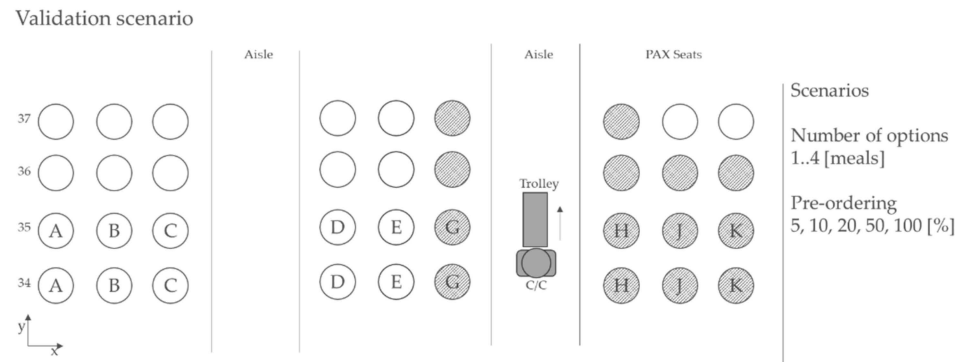 Validation scenario
Aisle
Aisle
PAX Seats
Scenarios
37
Number of options
1..4 [meals]
36
Trolley
Pre-ordering
5, 10, 20, 50, 100 [%]
35 A B C D E G H J K
34 A B C D E G H J K
C/C
y
x